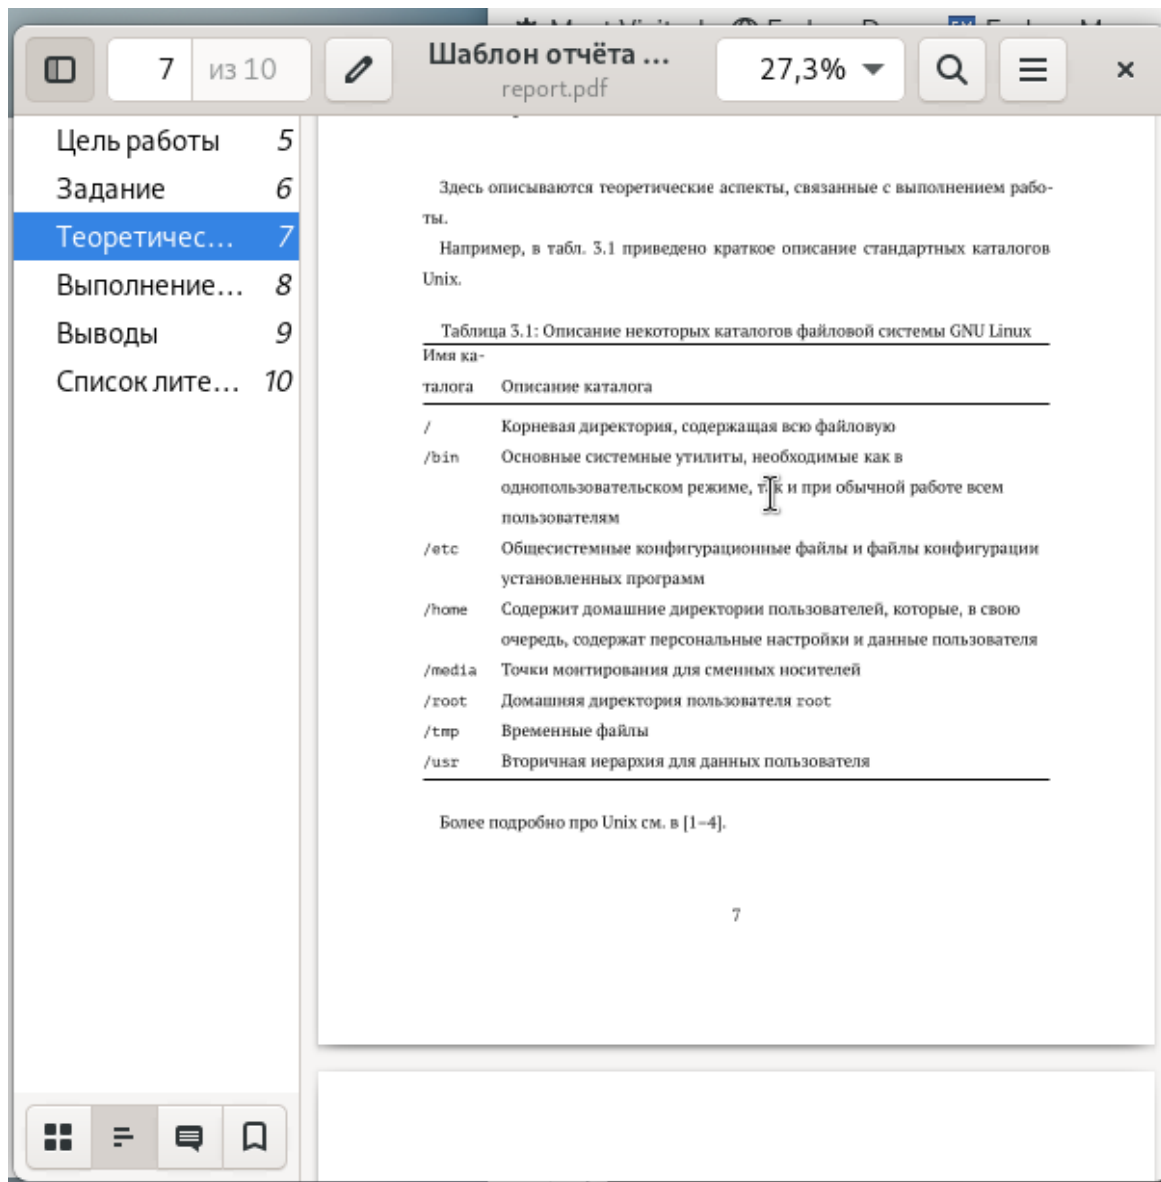 Шаблон отчёта ...
7 из 10
report.pdf
27,3%
Цель работы 5
Задание 6
Теоретичес... 7
Выполнение... 8
Выводы 9
Список лите... 10
Здесь описываются теоретические аспекты, связанные с выполнением рабо-
ты.
Например, в табл. 3.1 приведено краткое описание стандартных каталогов
Unix.
Таблица 3.1: Описание некоторых каталогов файловой системы GNU Linux
Имя ка-
талога Описание каталога
/ Корневая директория, содержащая всю файловую
/bin Основные системные утилиты, необходимые как в
однопользовательском режиме, так и при обычной работе всем
пользователям
/etc Общесистемные конфигурационные файлы и файлы конфигурации
установленных программ
/home Содержит домашние директории пользователей, которые, в свою
очередь, содержат персональные настройки и данные пользователя
/media Точки монтирования для сменных носителей
/root Домашняя директория пользователя root
/tmp Временные файлы
/usr Вторичная иерархия для данных пользователя
Более подробно про Unix см. в [1–4].
7